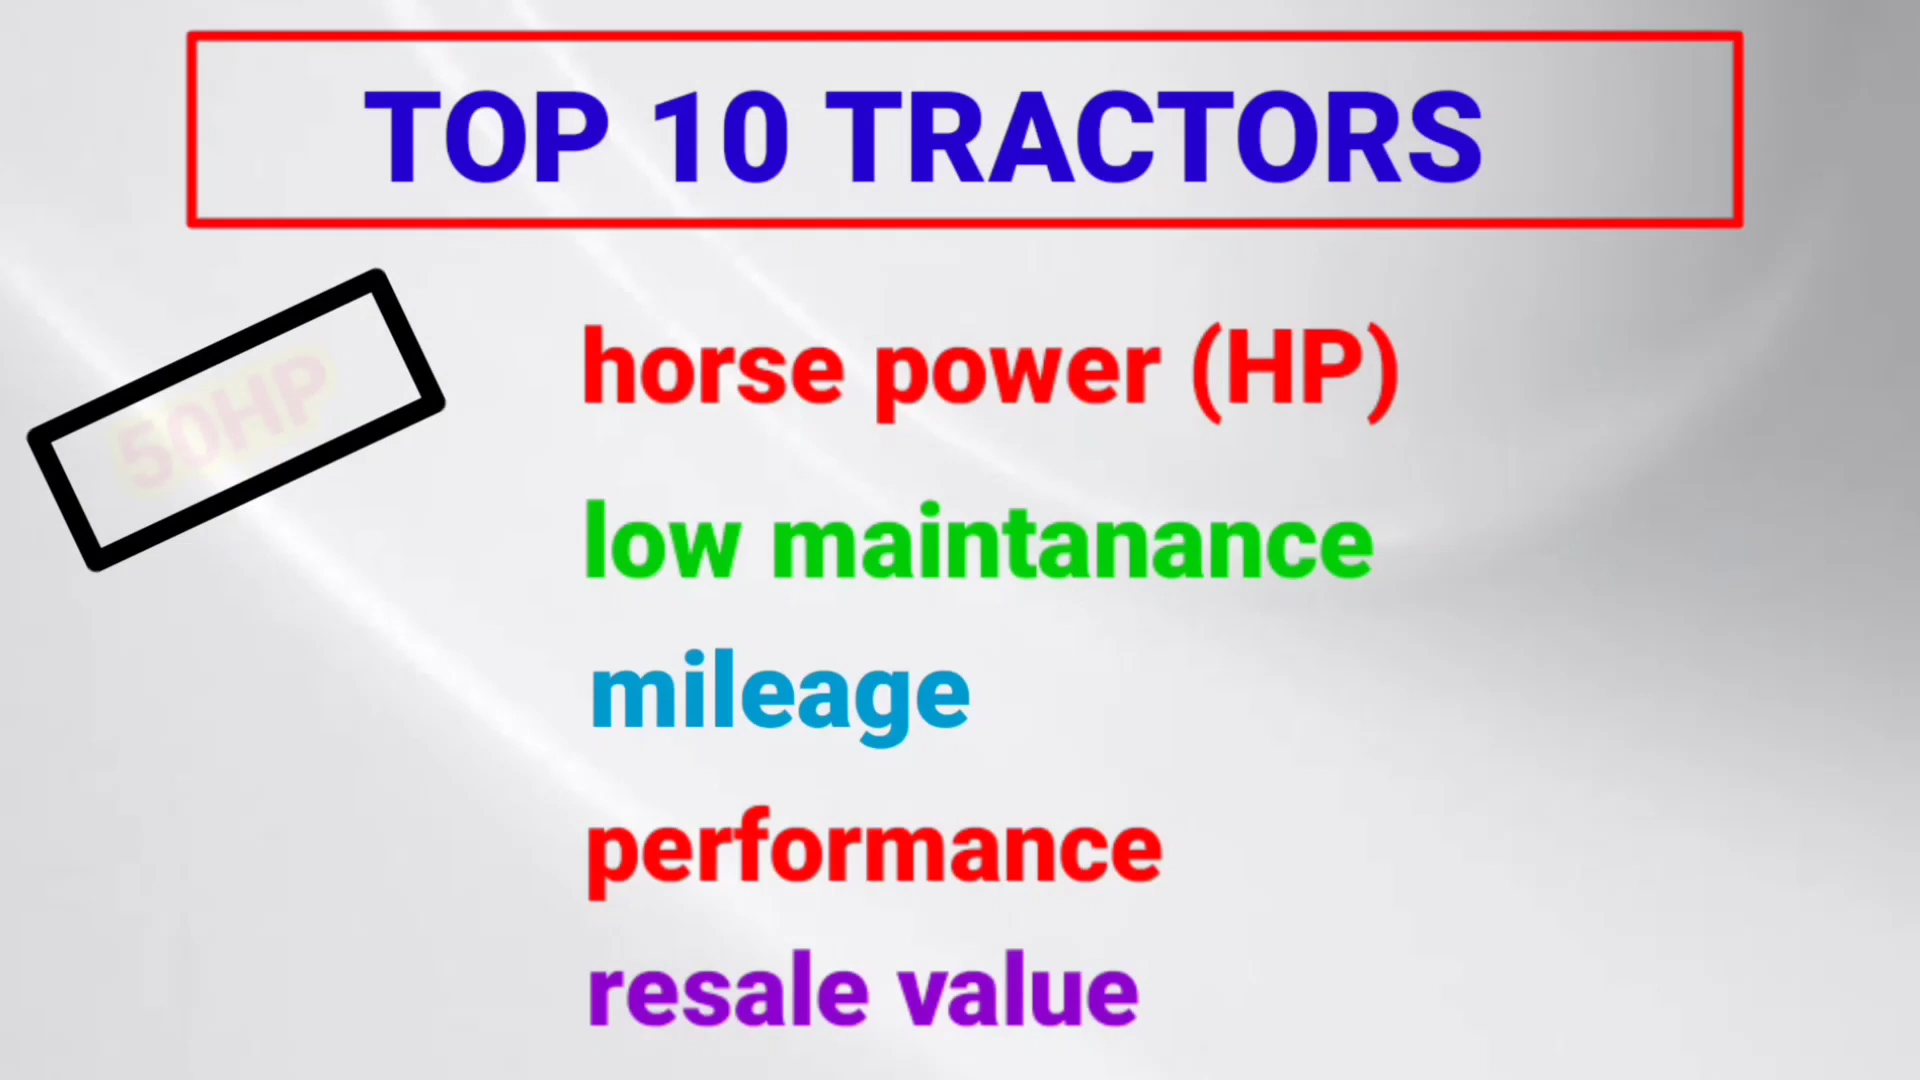 TOP 10 TRACTORS
50HP
horse power (HP)
low maintanance
mileage
performance
resale value